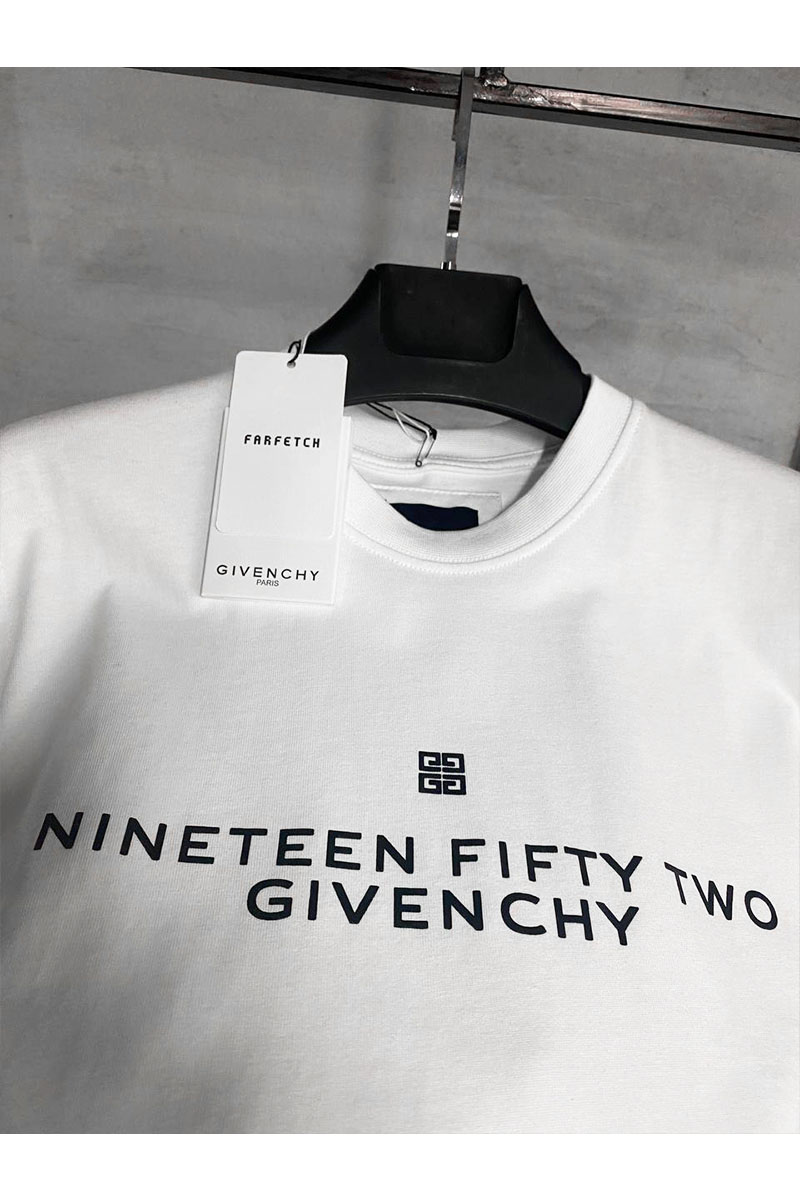 FARFETCH
GIVENCHY
PARIS
NINETEEN FIFTY TWO
GIVENCHY